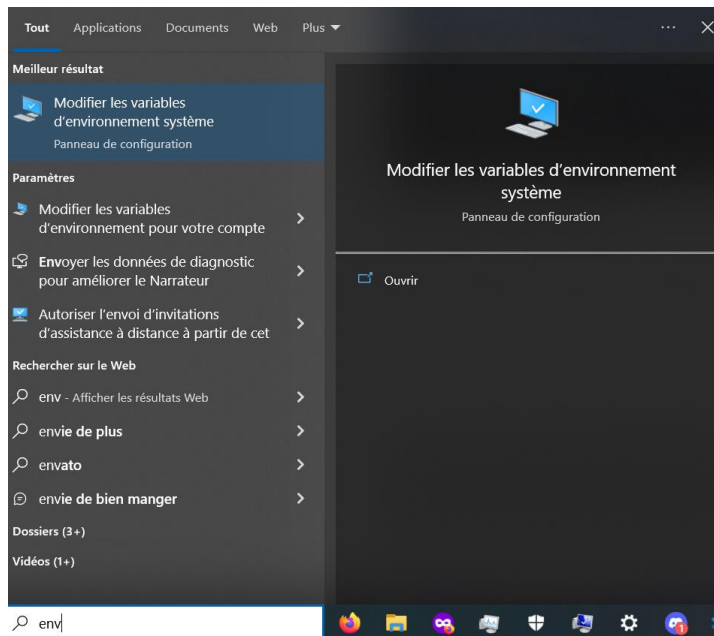 Tout Applications Documents Web Plus
Meilleur résultat
Modifier les variables
d'environnement système
Panneau de configuration
Paramètres
Modifier les variables
d'environnement pour votre compte
Envoyer les données de diagnostic
pour améliorer le Narrateur
Autoriser l'envoi d'invitations
d'assistance à distance à partir de cet
Rechercher sur le Web
env - Afficher les résultats Web
envie de plus
envato
envie de bien manger
Dossiers (3+)
Vidéos (1+)
env
Modifier les variables d'environnement
système
Panneau de configuration
Ouvrir
1